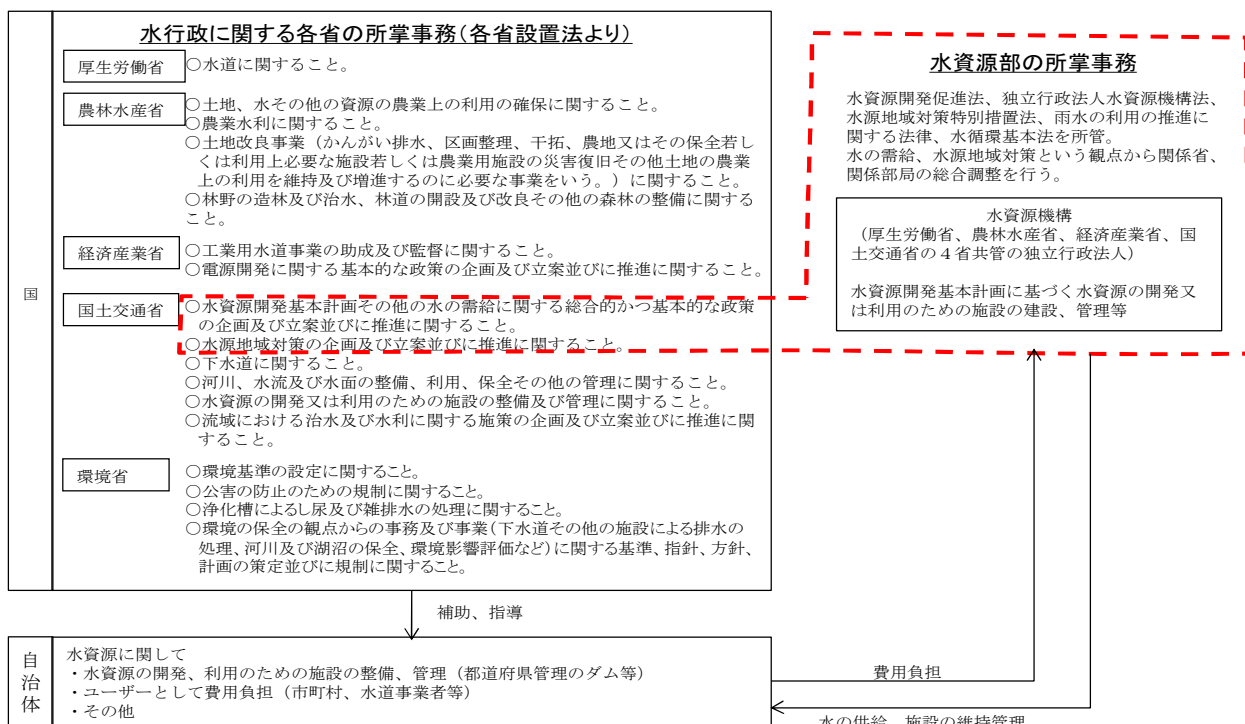 水行政に関する各省の所掌事務(各省設置法より)
厚生労働省
○水道に関すること。
農林水産省
○土地、水その他の資源の農業上の利用の確保に関すること。
○農業水利に関すること。
○土地改良事業（かんがい排水、区画整理、干拓、農地又はその保全若し
くは利用上必要な施設若しくは農業用施設の災害復旧その他土地の農業
上の利用を維持及び増進するのに必要な事業をいう。）に関すること。
○林野の造林及び治水、林道の開設及び改良その他の森林の整備に関する
こと。
経済産業省
○工業用水道事業の助成及び監督に関すること。
○電源開発に関する基本的な政策の企画及び立案並びに推進に関すること。
国
国土交通省
○水資源開発基本計画その他の水の需給に関する総合的かつ基本的な政策
の企画及び立案並びに推進に関すること。
○水源地域対策の企画及び立案並びに推進に関すること。
○下水道に関すること。
○河川、水流及び水面の整備、利用、保全その他の管理に関すること。
○水資源の開発又は利用のための施設の整備及び管理に関すること。
○流域における治水及び水利に関する施策の企画及び立案並びに推進に関
すること。
環境省
○環境基準の設定に関すること。
○公害の防止のための規制に関すること。
○浄化槽によるし尿及び雑排水の処理に関すること。
○環境の保全の観点からの事務及び事業(下水道その他の施設による排水の
処理、河川及び湖沼の保全、環境影響評価など)に関する基準、指針、方針、
計画の策定並びに規制に関すること。
水資源部の所掌事務
水資源開発促進法、独立行政法人水資源機構法、
水源地域対策特別措置法、雨水の利用の推進に
関する法律、水循環基本法を所管。
水の需給、水源地域対策という観点から関係省、
関係部局の総合調整を行う。
水資源機構
（厚生労働省、農林水産省、経済産業省、国
土交通省の４省共管の独立行政法人）
水資源開発基本計画に基づく水資源の開発又
は利用のための施設の建設、管理等
補助、指導
自治体
水資源に関して
・水資源の開発、利用のための施設の整備、管理（都道府県管理のダム等）
・ユーザーとして費用負担（市町村、水道事業者等）
・その他
費用負担
水の供給、施設の維持管理